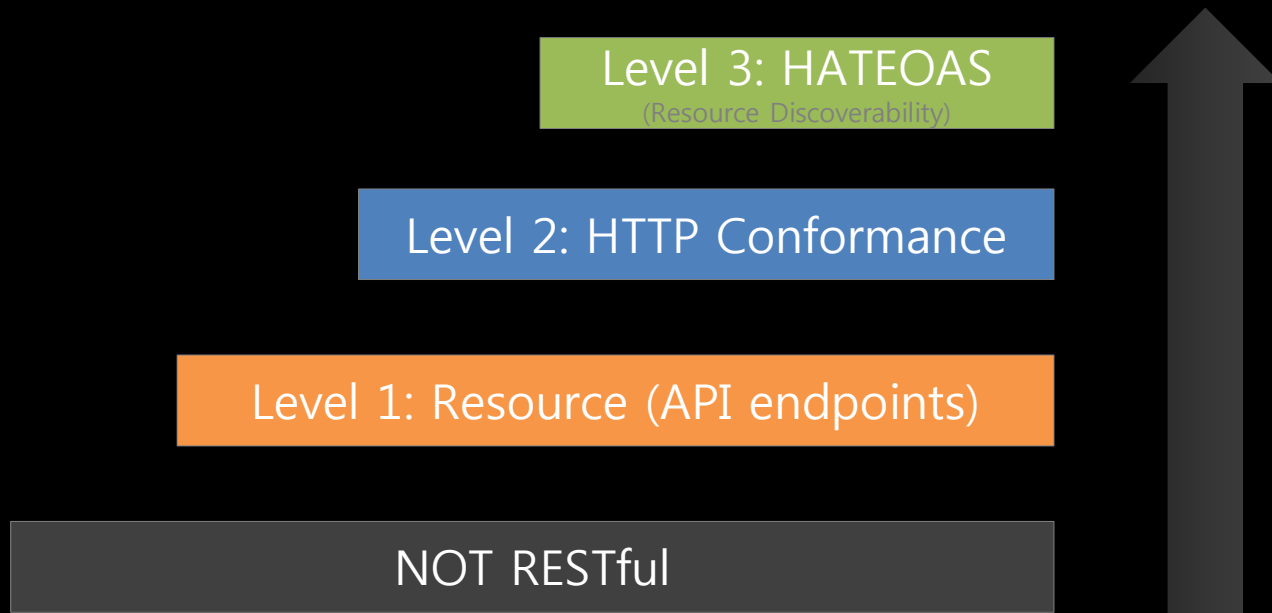 Level 3: HATEOAS
(Resource Discoverability)
Level 2: HTTP Conformance
Level 1: Resource (API endpoints)
NOT RESTful